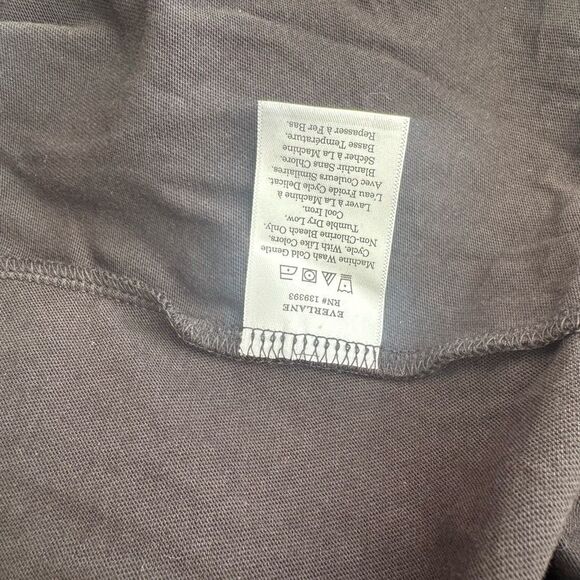 EVERLANE
RN# 139393
Machine Wash Cold Gentle
Cycle. With Like Colors.
Non-Chlorine Bleach Only.
Tumble Dry Low.
Cool Iron.
Laver à La Machine à
L'eau Froide Cycle Delicat.
Avec Couleurs Similaires.
Blanchir Sans Chlore.
Sécher à La Machine
Basse Température.
Repasser à Fer Bas.